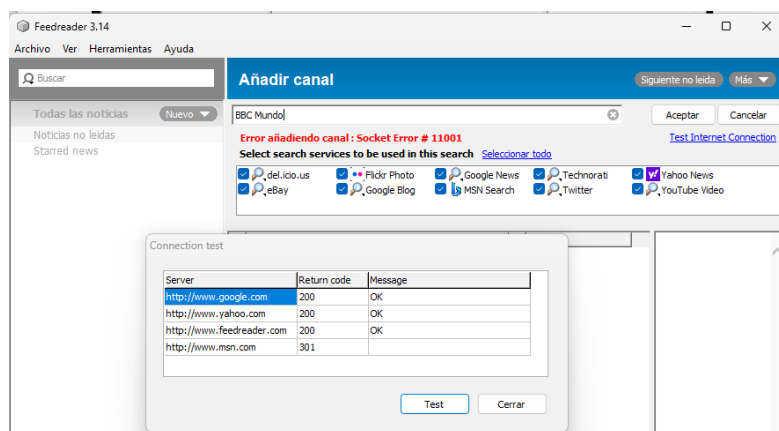 Feedreader 3.14
Archivo Ver Herramientas Ayuda
Buscar
Añadir canal
Siguiente no leida
Más
Todas las noticias
Nuevo
Noticias no leidas
Starred news
BBC Mundo
Aceptar
Cancelar
Error añadiendo canal : Socket Error # 11001
Test Internet Connection
Select search services to be used in this search Seleccionar todo
del.icio.us Flickr Photo Google News Technorati Yahoo News
eBay Google Blog MSN Search Twitter YouTube Video
Connection test
Server Return code Message
http://www.google.com 200 OK
http://www.yahoo.com 200 OK
http://www.feedreader.com 200 OK
http://www.msn.com 301
Test Cerrar